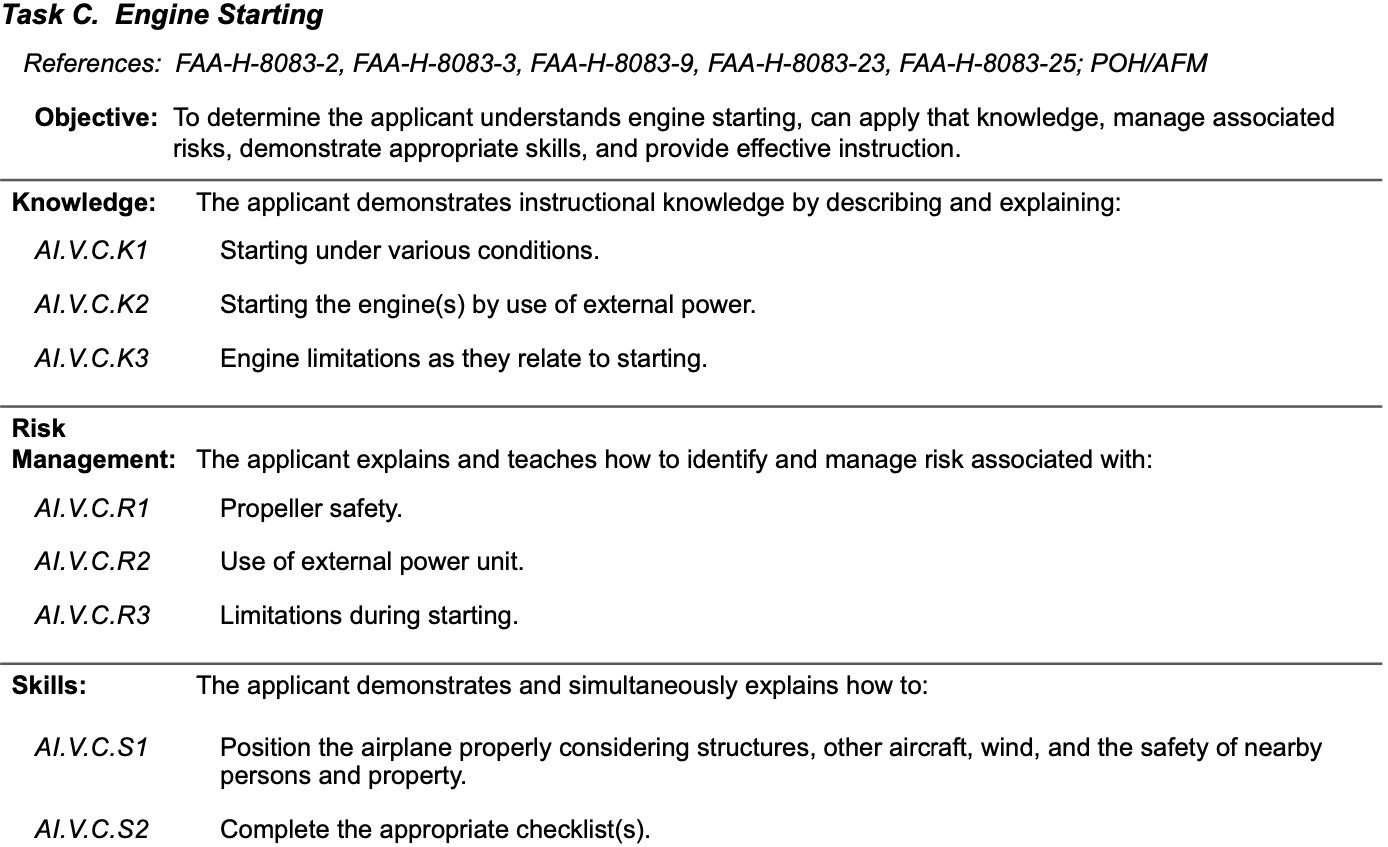 Task C. Engine Starting
References: FAA-H-8083-2, FAA-H-8083-3, FAA-H-8083-9, FAA-H-8083-23, FAA-H-8083-25; POH/AFM
Objective: To determine the applicant understands engine starting, can apply that knowledge, manage associated
risks, demonstrate appropriate skills, and provide effective instruction.
Knowledge: The applicant demonstrates instructional knowledge by describing and explaining:
AI.V.C.K1 Starting under various conditions.
AI.V.C.K2 Starting the engine(s) by use of external power.
AI.V.C.K3 Engine limitations as they relate to starting.
Risk
Management: The applicant explains and teaches how to identify and manage risk associated with:
AI.V.C.R1 Propeller safety.
AI.V.C.R2 Use of external power unit.
AI.V.C.R3 Limitations during starting.
Skills: The applicant demonstrates and simultaneously explains how to:
AI.V.C.S1 Position the airplane properly considering structures, other aircraft, wind, and the safety of nearby
persons and property.
AI.V.C.S2 Complete the appropriate checklist(s).